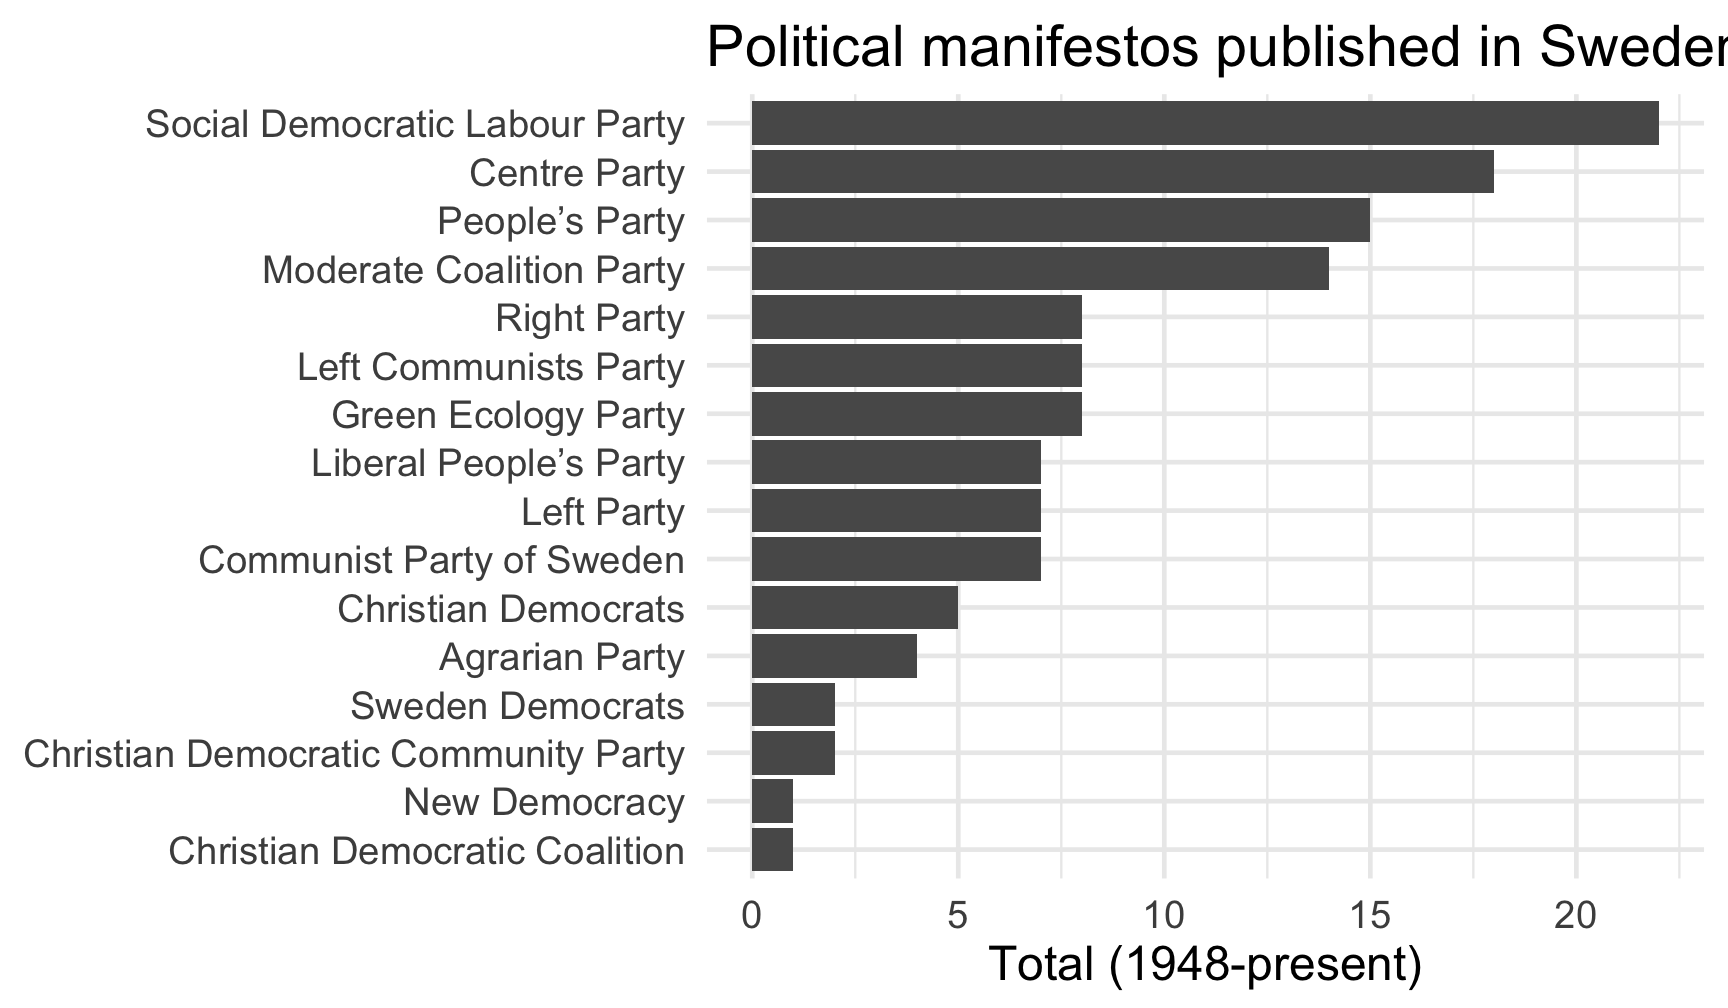 Political manifestos published in Sweden
Social Democratic Labour Party
Centre Party
People’s Party
Moderate Coalition Party
Right Party
Left Communists Party
Green Ecology Party
Liberal People’s Party
Left Party
Communist Party of Sweden
Christian Democrats
Agrarian Party
Sweden Democrats
Christian Democratic Community Party
New Democracy
Christian Democratic Coalition
0 5 10 15 20
Total (1948-present)